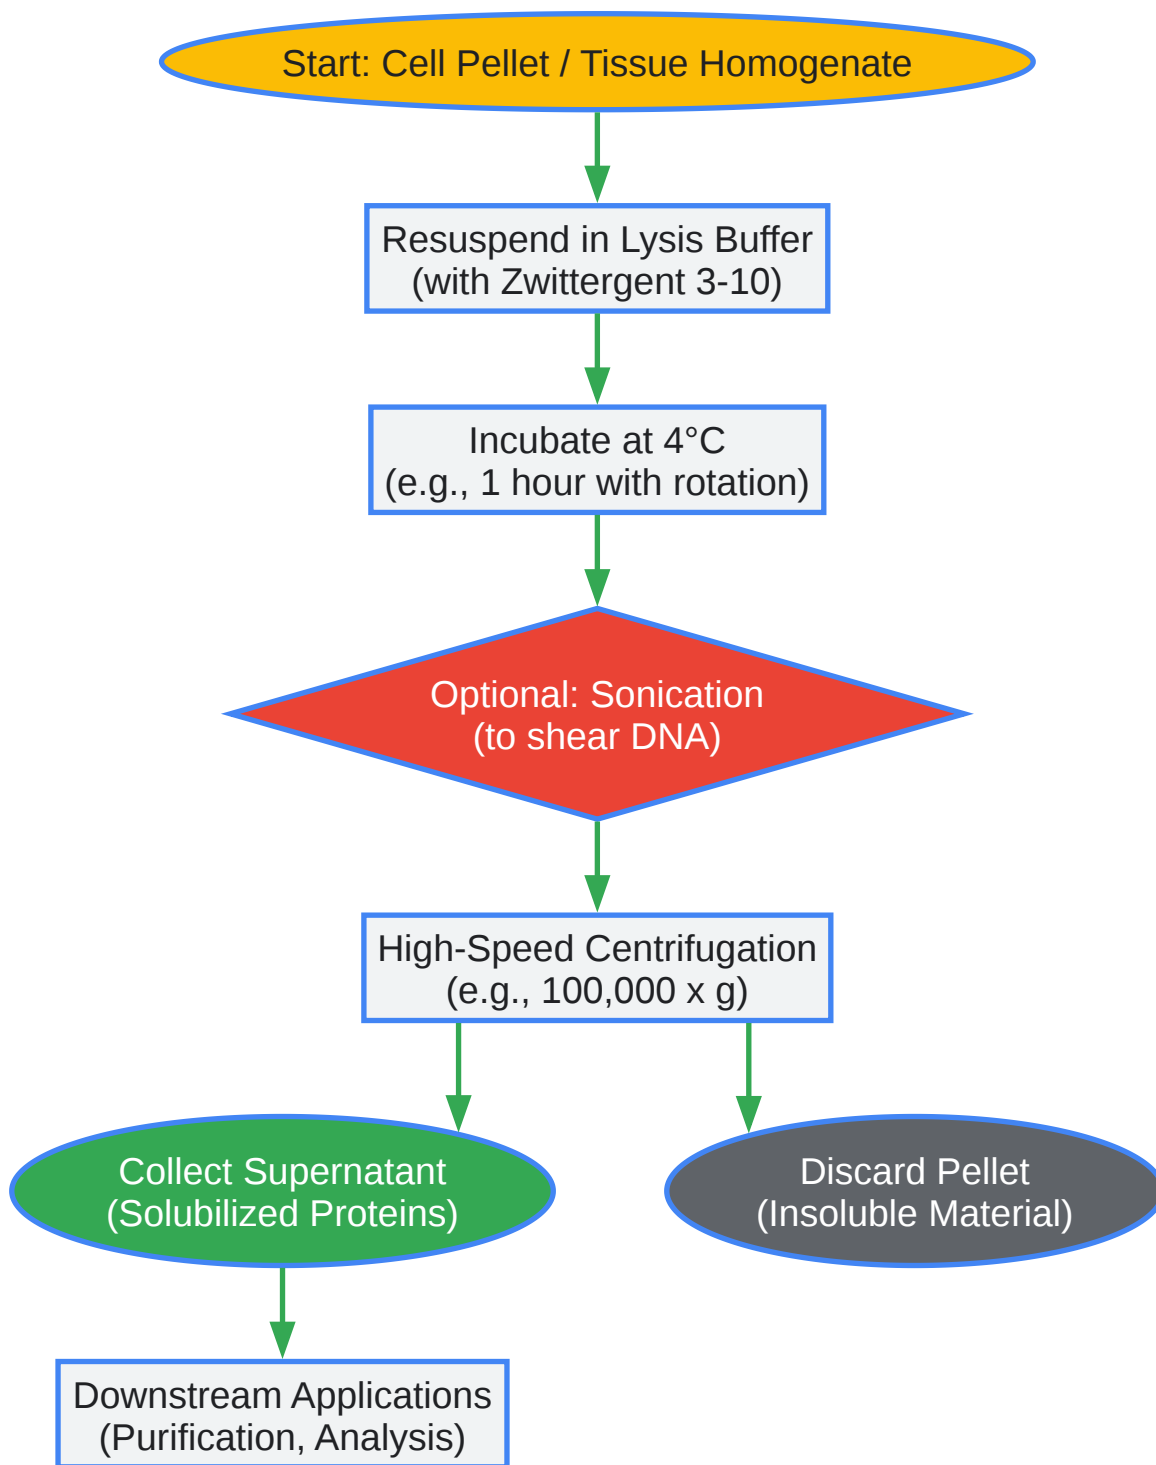 Start: Cell Pellet / Tissue Homogenate
Resuspend in Lysis Buffer
(with Zwittergent 3-10)
Incubate at 4°C
(e.g., 1 hour with rotation)
Optional: Sonication
(to shear DNA)
High-Speed Centrifugation
(e.g., 100,000 x g)
Collect Supernatant
(Solubilized Proteins)
Discard Pellet
(Insoluble Material)
Downstream Applications
(Purification, Analysis)